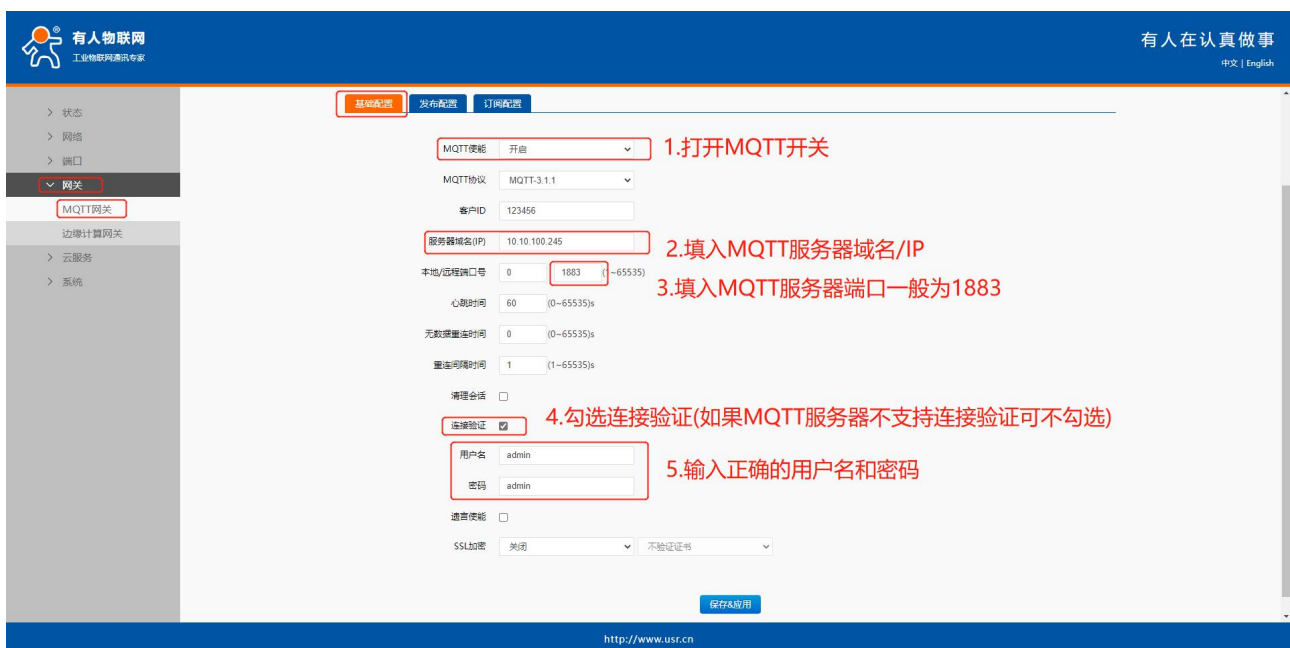 有人物联网
工业物联网通讯专家
有人在认真做事
中文 | English
状态
网络
端口
网关
MQTT网关
边缘计算网关
云服务
系统
基础配置 发布配置 订阅配置
MQTT使能 开启
1.打开MQTT开关
MQTT协议 MQTT-3.1.1
客户ID 123456
服务器域名(IP) 10.10.100.245
2.填入MQTT服务器域名/IP
本地/远程端口号 0 1883 (1~65535)
3.填入MQTT服务器端口一般为1883
心跳时间 60 (0~65535)s
无数据重连时间 0 (0~65535)s
重连间隔时间 1 (1~65535)s
清理会话
连接验证
4.勾选连接验证(如果MQTT服务器不支持连接验证可不勾选)
用户名 admin
密码 admin
5.输入正确的用户名和密码
遗言使能
SSL加密 关闭 不验证证书
保存&应用
http://www.usr.cn